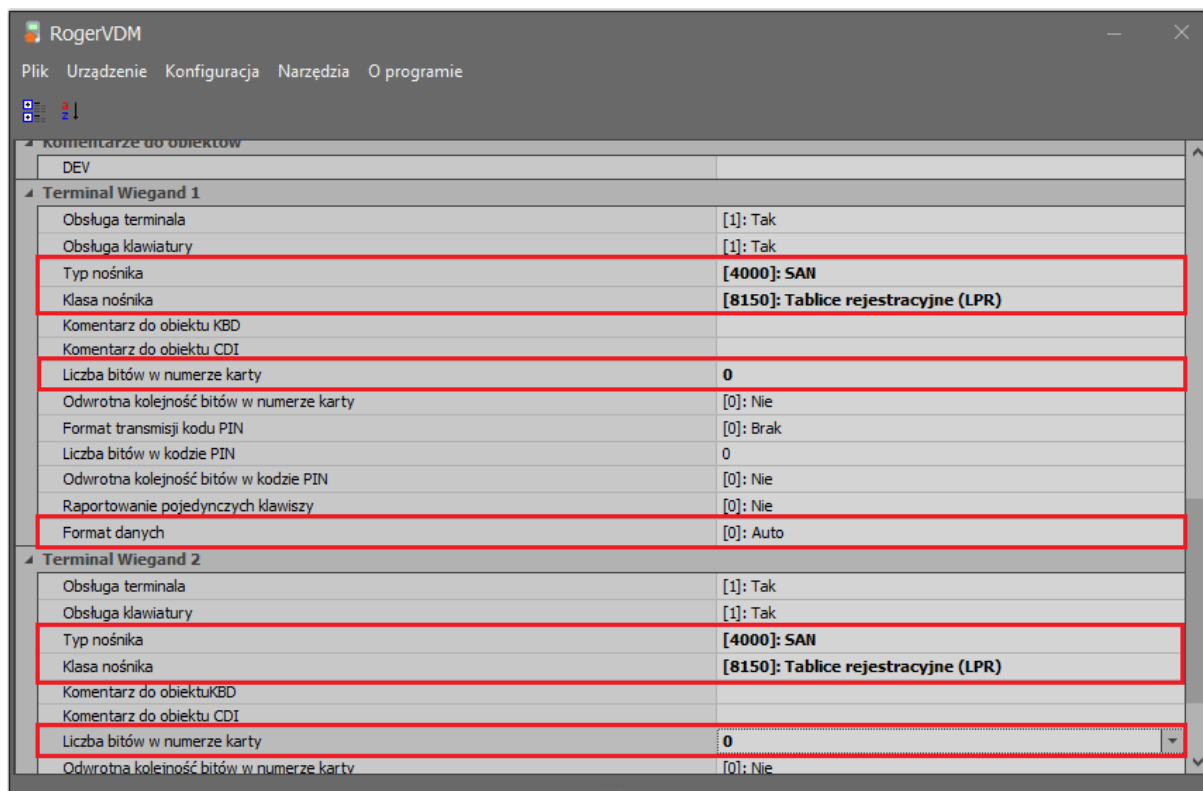 RogerVDM
Plik Urządzenie Konfiguracja Narzędzia O programie
Komentarze do obiektów
DEV
Terminal Wiegand 1
Obsługa terminala [1]: Tak
Obsługa klawiatury [1]: Tak
Typ nośnika [4000]: SAN
Klasa nośnika [8150]: Tablice rejestracyjne (LPR)
Komentarz do obiektu KBD
Komentarz do obiektu CDI
Liczba bitów w numerze karty 0
Odwrotna kolejność bitów w numerze karty [0]: Nie
Format transmisji kodu PIN [0]: Brak
Liczba bitów w kodzie PIN 0
Odwrotna kolejność bitów w kodzie PIN [0]: Nie
Raportowanie pojedynczych klawiszy [0]: Nie
Format danych [0]: Auto
Terminal Wiegand 2
Obsługa terminala [1]: Tak
Obsługa klawiatury [1]: Tak
Typ nośnika [4000]: SAN
Klasa nośnika [8150]: Tablice rejestracyjne (LPR)
Komentarz do obiektuKBD
Komentarz do obiektu CDI
Liczba bitów w numerze karty 0
Odwrotna kolejność bitów w numerze karty [0]: Nie